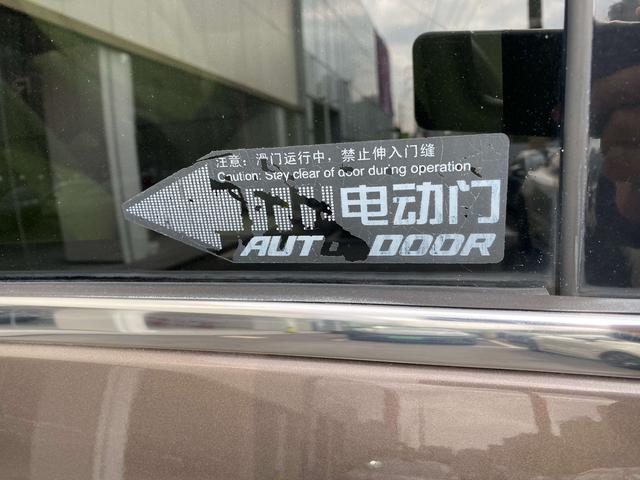 注意：滑门运行中，禁止伸入门缝
Caution: Stay clear of door during operation
电动门
AUTO DOOR